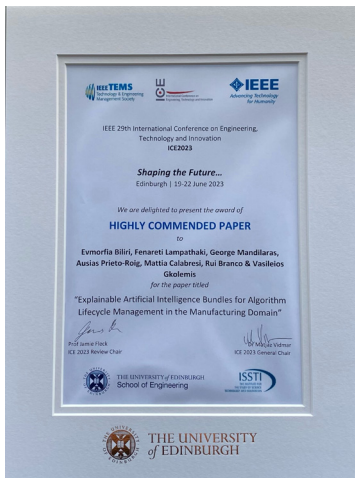 IEEE TEMS
Technology & Engineering
Management Society
ICE
IEEE
Advancing Technology
for Humanity
IEEE 29th International Conference on Engineering,
Technology and Innovation
ICE2023
Shaping the Future...
Edinburgh | 19-22 June 2023
We are delighted to present the award of
HIGHLY COMMENDED PAPER
to
Evmorfia Biliri, Fenareti Lampathaki, George Mandilaras,
Ausias Prieto-Roig, Mattia Calabresi, Rui Branco & Vasileios
Gkolemis
for the paper titled
"Explainable Artificial Intelligence Bundles for Algorithm
Lifecycle Management in the Manufacturing Domain"
Prof Jamie Fleck
ICE 2023 Review Chair
Vidmar
ICE 2023 General Chair
THE UNIVERSITY of EDINBURGH
School of Engineering
ISSTI
THE UNIVERSITY
of EDINBURGH